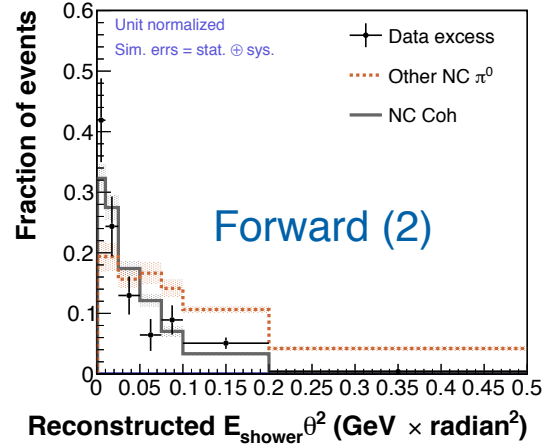 Unit normalized
Sim. errs = stat. ⊕ sys.
Data excess
Other NC π⁰
NC Coh
Forward (2)
Fraction of events
0.6
0.5
0.4
0.3
0.2
0.1
0
0 0.05 0.1 0.15 0.2 0.25 0.3 0.35 0.4 0.45 0.5
Reconstructed E_shower θ² (GeV × radian²)